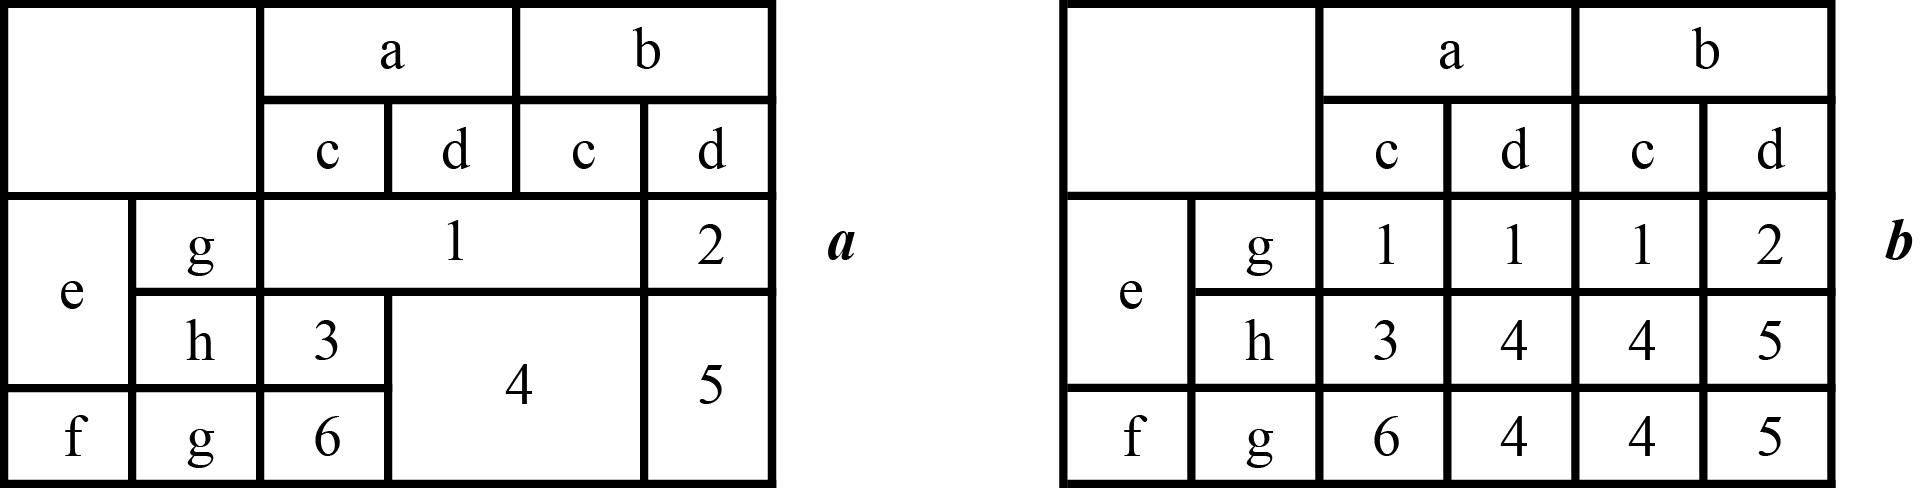 a b
c d c d
e g 1 2
h 3 4 5
f g 6
a
a b
c d c d
e g 1 1 1 2
h 3 4 4 5
f g 6 4 4 5
b